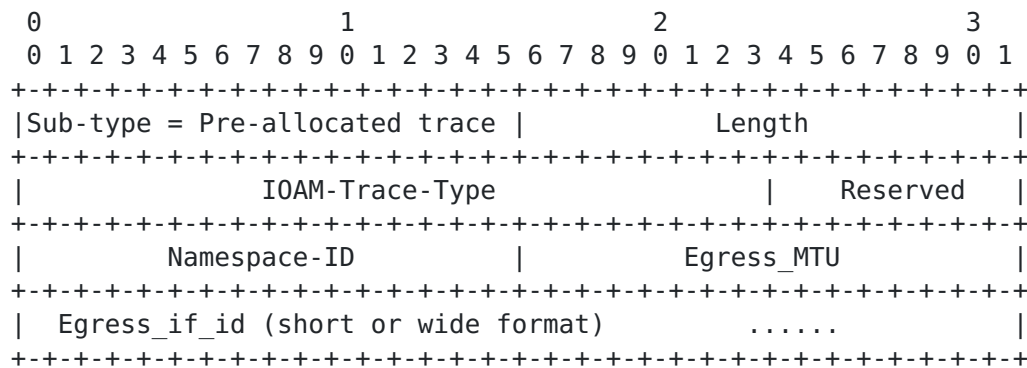 0                   1                   2                   3
 0 1 2 3 4 5 6 7 8 9 0 1 2 3 4 5 6 7 8 9 0 1 2 3 4 5 6 7 8 9 0 1
+-+-+-+-+-+-+-+-+-+-+-+-+-+-+-+-+-+-+-+-+-+-+-+-+-+-+-+-+-+-+-+-+
|Sub-type = Pre-allocated trace |            Length             |
+-+-+-+-+-+-+-+-+-+-+-+-+-+-+-+-+-+-+-+-+-+-+-+-+-+-+-+-+-+-+-+-+
|               IOAM-Trace-Type                 |    Reserved   |
+-+-+-+-+-+-+-+-+-+-+-+-+-+-+-+-+-+-+-+-+-+-+-+-+-+-+-+-+-+-+-+-+
|         Namespace-ID          |          Egress_MTU           |
+-+-+-+-+-+-+-+-+-+-+-+-+-+-+-+-+-+-+-+-+-+-+-+-+-+-+-+-+-+-+-+-+
|  Egress_if_id (short or wide format)         ......           |
+-+-+-+-+-+-+-+-+-+-+-+-+-+-+-+-+-+-+-+-+-+-+-+-+-+-+-+-+-+-+-+-+